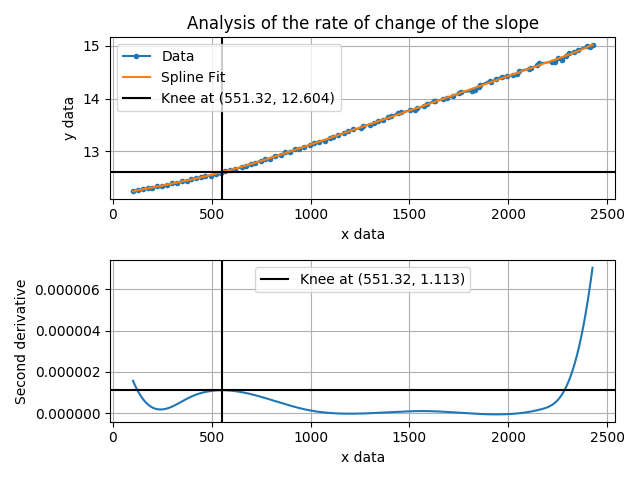 Analysis of the rate of change of the slope
15
14
13
y data
Data
Spline Fit
Knee at (551.32, 12.604)
0 500 1000 1500 2000 2500
x data
0.000006
0.000004
0.000002
0.000000
Second derivative
Knee at (551.32, 1.113)
0 500 1000 1500 2000 2500
x data